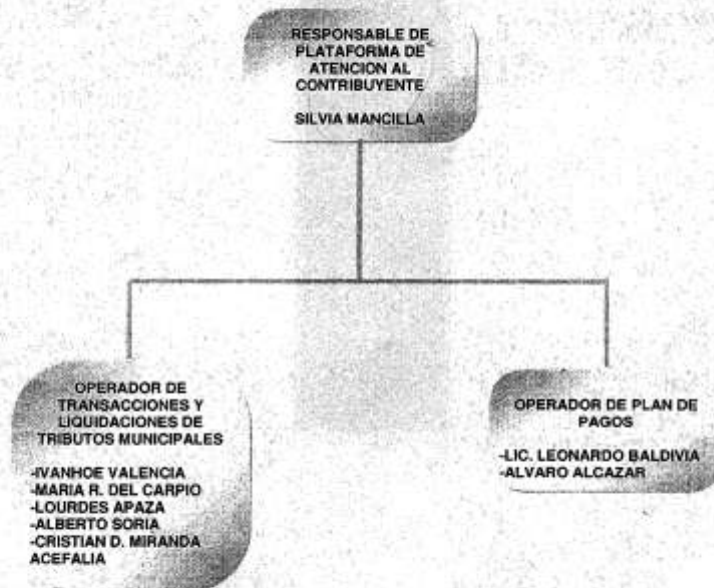 RESPONSABLE DE
PLATAFORMA DE
ATENCION AL
CONTRIBUYENTE
SILVIA MANCILLA
OPERADOR DE
TRANSACCIONES Y
LIQUIDACIONES DE
TRIBUTOS MUNICIPALES
-IVANHOE VALENCIA
-MARIA R. DEL CARPIO
-LOURDES APAZA
-ALBERTO SORIA
-CRISTIAN D. MIRANDA
ACEFALIA
OPERADOR DE PLAN DE
PAGOS
-LIC. LEONARDO BALDIVIA
-ALVARO ALCAZAR